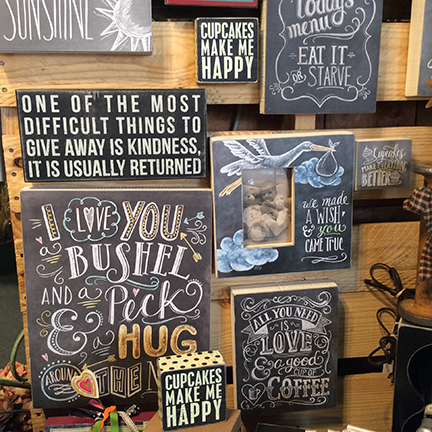 SUNSHINE
CUPCAKES
MAKE ME
HAPPY
Today's
menu
EAT IT
OR
STARVE
ONE OF THE MOST
DIFFICULT THINGS TO
GIVE AWAY IS KINDNESS,
IT IS USUALLY RETURNED
we made
A WISH
& you
CAME TRUE
Cupcakes
MAKE EVERYTHING
BETTER
I LOVE YOU
BUSHEL
AND a Peck
& a HUG
AROUND THE
ALL YOU NEED
IS
LOVE
& a good
CUP OF
COFFEE
CUPCAKES
MAKE ME
HAPPY